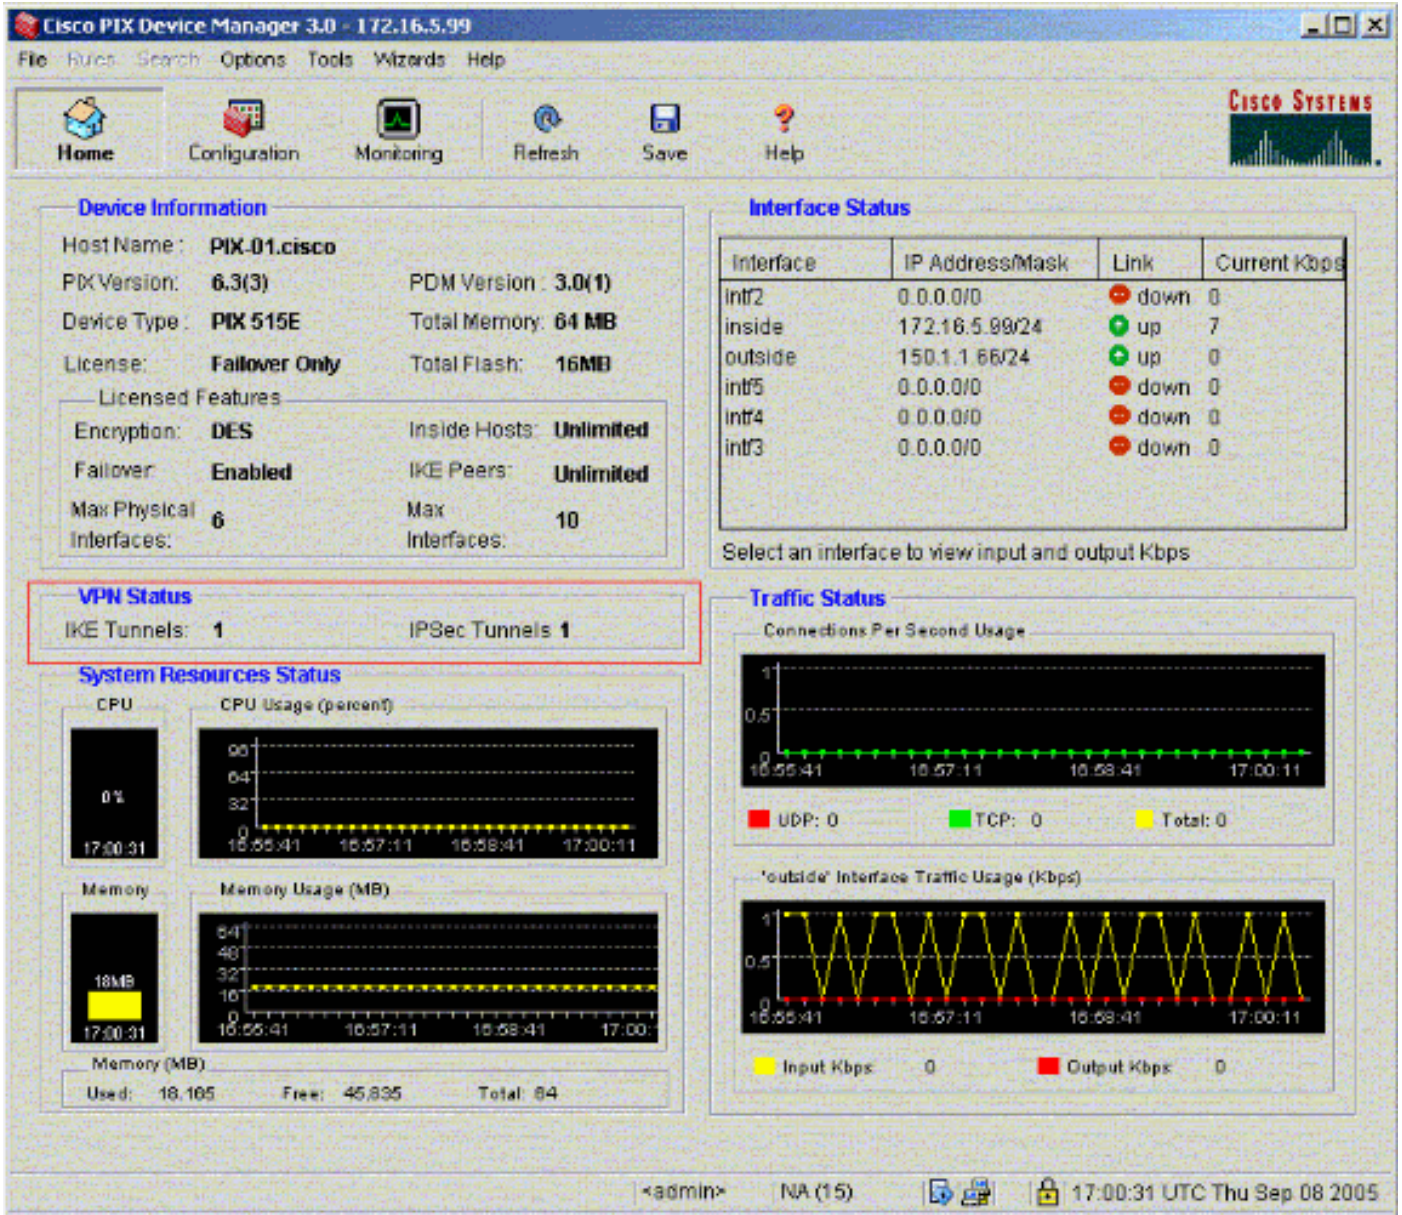 Cisco PIX Device Manager 3.0 - 172.16.5.99
File Rules Search Options Tools Wizards Help
Home Configuration Monitoring Refresh Save Help
CISCO SYSTEMS
Device Information
Host Name: PIX-01.cisco
PIX Version: 6.3(3) PDM Version: 3.0(1)
Device Type: PIX 515E Total Memory: 64 MB
License: Failover Only Total Flash: 16MB
Licensed Features
Encryption: DES Inside Hosts: Unlimited
Failover: Enabled IKE Peers: Unlimited
Max Physical Interfaces: 6 Max Interfaces: 10
Interface Status
Interface IP Address/Mask Link Current Kbps
intf2 0.0.0.0/0 down 0
inside 172.16.5.99/24 up 7
outside 150.1.1.66/24 up 0
intf5 0.0.0.0/0 down 0
intf4 0.0.0.0/0 down 0
intf3 0.0.0.0/0 down 0
Select an interface to view input and output Kbps
VPN Status
IKE Tunnels: 1 IPSec Tunnels 1
System Resources Status
CPU
0%
17:00:31
CPU Usage (percent)
96
64
32
0
16:55:41 16:57:11 16:58:41 17:00:11
Memory
18MB
17:00:31
Memory Usage (MB)
64
48
32
16
0
16:55:41 16:57:11 16:58:41 17:00:1
Memory (MB)
Used: 18.165 Free: 45.835 Total: 64
Traffic Status
Connections Per Second Usage
1
0.5
0
16:55:41 16:57:11 16:58:41 17:00:11
UDP: 0 TCP: 0 Total: 0
'outside' Interface Traffic Usage (Kbps)
1
0.5
0
16:55:41 16:57:11 16:58:41 17:00:11
Input Kbps: 0 Output Kbps: 0
<admin> NA (15) 17:00:31 UTC Thu Sep 08 2005